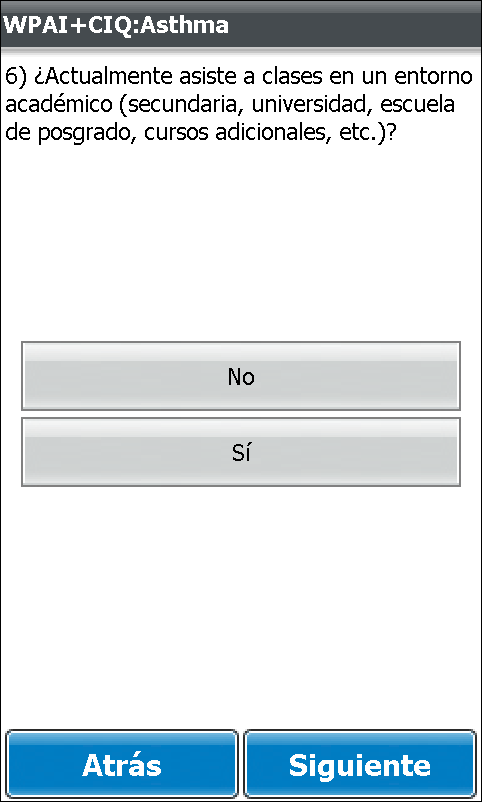 WPAI+CIQ:Asthma
6) ¿Actualmente asiste a clases en un entorno
académico (secundaria, universidad, escuela
de posgrado, cursos adicionales, etc.)?
No
Sí
Atrás
Siguiente